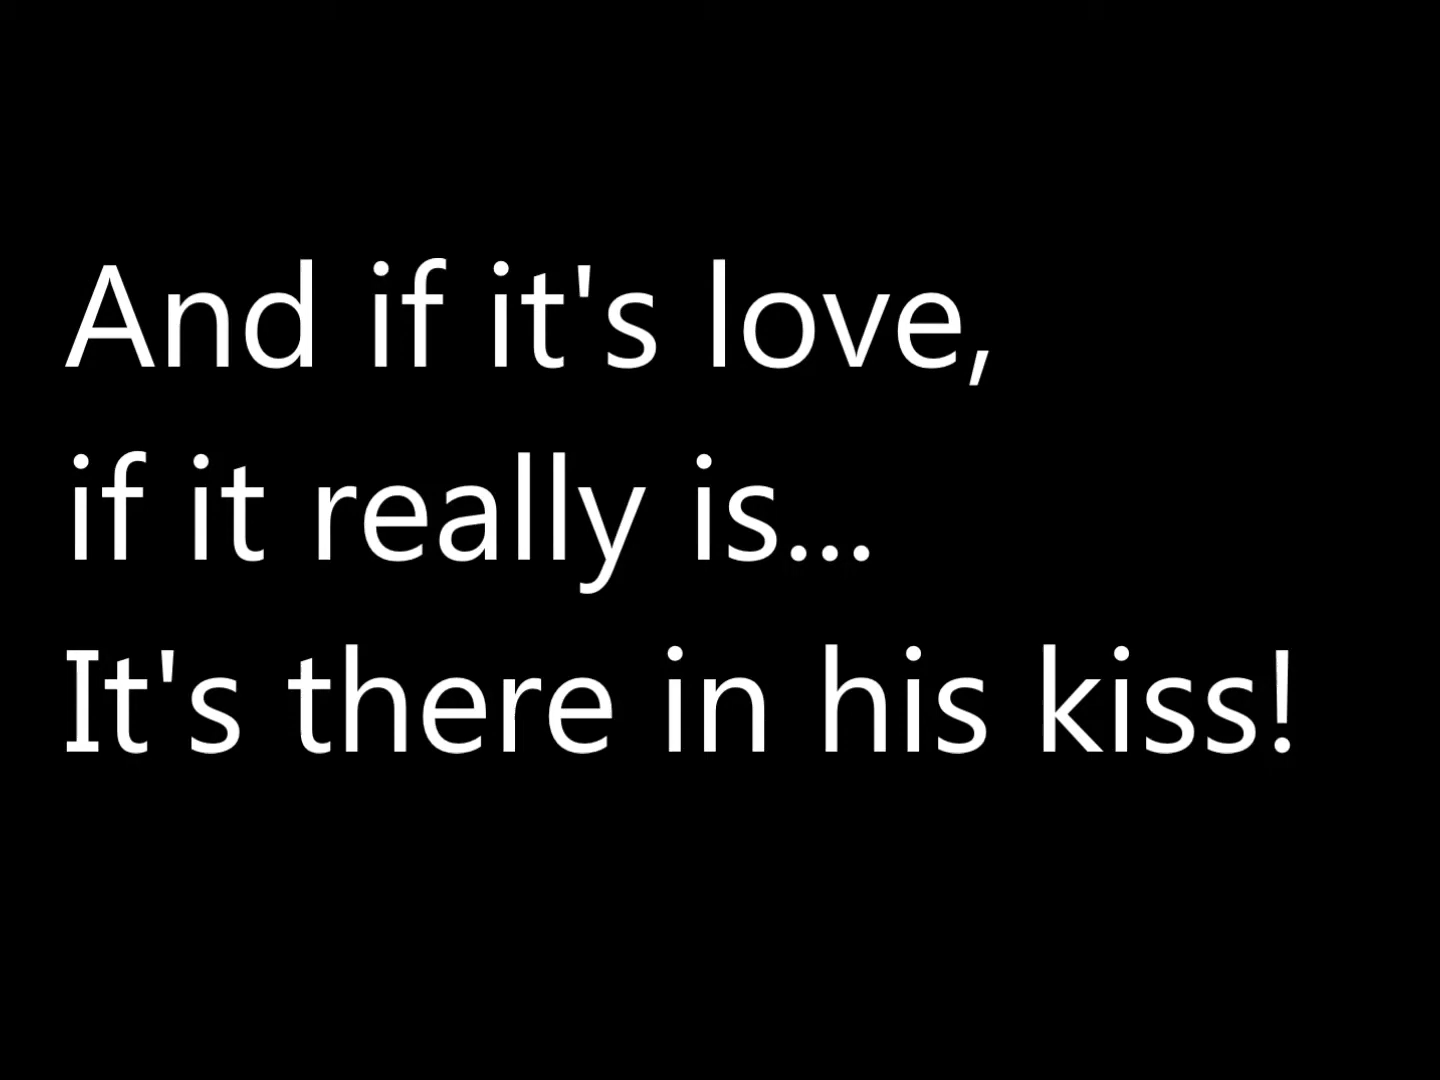 And if it's love,
if it really is...
It's there in his kiss!